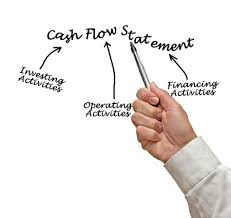 Cash Flow Statement
Investing
Activities
Operating
Activities
Financing
Activities